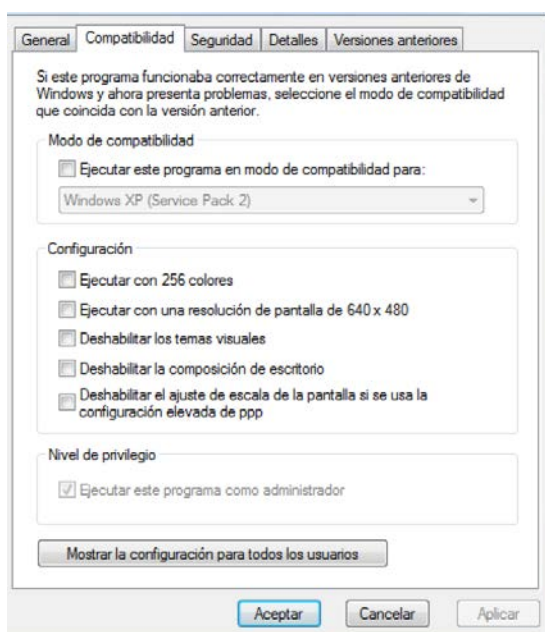 General Compatibilidad Seguridad Detalles Versiones anteriores
Si este programa funcionaba correctamente en versiones anteriores de
Windows y ahora presenta problemas, seleccione el modo de compatibilidad
que coincida con la versión anterior.
Modo de compatibilidad
Ejecutar este programa en modo de compatibilidad para:
Windows XP (Service Pack 2)
Configuración
Ejecutar con 256 colores
Ejecutar con una resolución de pantalla de 640 x 480
Deshabilitar los temas visuales
Deshabilitar la composición de escritorio
Deshabilitar el ajuste de escala de la pantalla si se usa la
configuración elevada de ppp
Nivel de privilegio
Ejecutar este programa como administrador
Mostrar la configuración para todos los usuarios
Aceptar Cancelar Aplicar